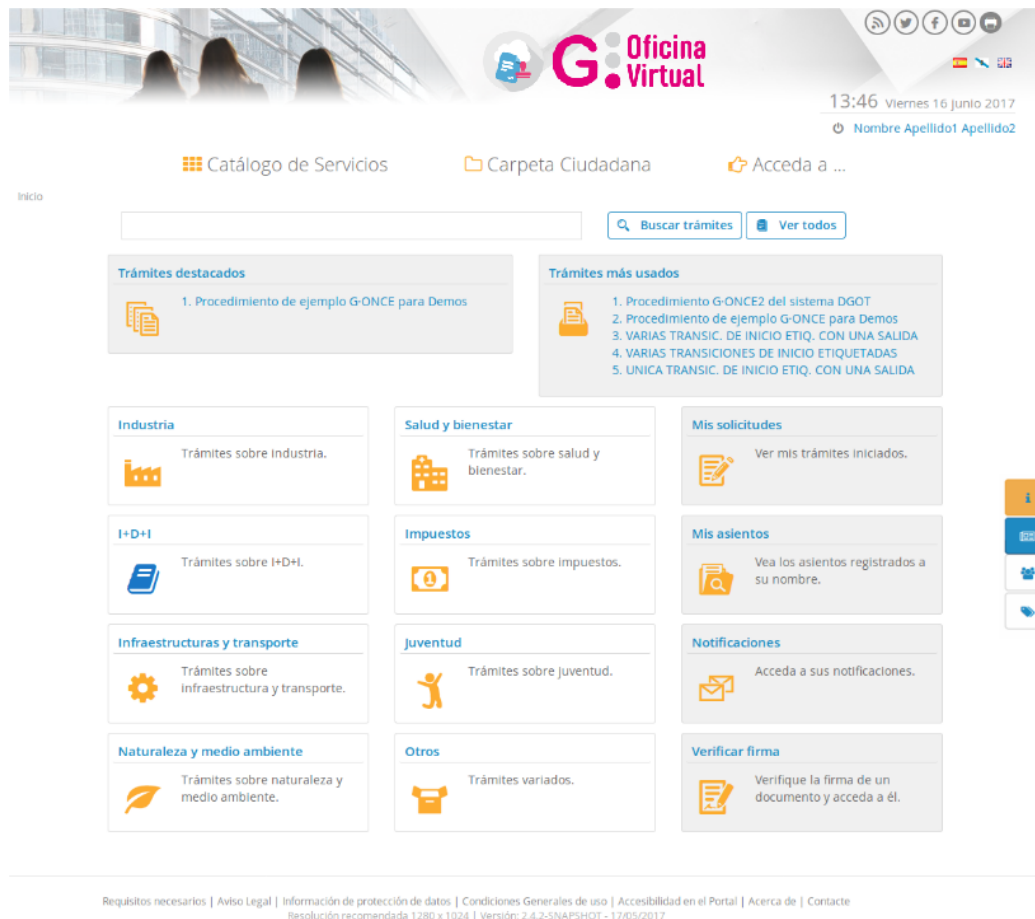 G. Oficina
Virtual
13:46 Viernes 16 junio 2017
Nombre Apellido1 Apellido2
Catálogo de Servicios
Carpeta Ciudadana
Acceda a ...
Inicio
Buscar trámites
Ver todos
Trámites destacados
1. Procedimiento de ejemplo G-ONCE para Demos
Trámites más usados
1. Procedimiento G-ONCE2 del sistema DGOT
2. Procedimiento de ejemplo G-ONCE para Demos
3. VARIAS TRANSIC. DE INICIO ETIQ. CON UNA SALIDA
4. VARIAS TRANSICIONES DE INICIO ETIQUETADAS
5. UNICA TRANSIC. DE INICIO ETIQ. CON UNA SALIDA
Industria
Trámites sobre industria.
Salud y bienestar
Trámites sobre salud y
bienestar.
Mis solicitudes
Ver mis trámites iniciados.
I+D+I
Trámites sobre I+D+I.
Impuestos
Trámites sobre impuestos.
Mis asientos
Vea los asientos registrados a
su nombre.
Infraestructuras y transporte
Trámites sobre
infraestructura y transporte.
Juventud
Trámites sobre juventud.
Notificaciones
Acceda a sus notificaciones.
Naturaleza y medio ambiente
Trámites sobre naturaleza y
medio ambiente.
Otros
Trámites variados.
Verificar firma
Verifique la firma de un
documento y acceda a él.
Requisitos necesarios | Aviso Legal | Información de protección de datos | Condiciones Generales de uso | Accesibilidad en el Portal | Acerca de | Contacte
Resolución recomendada 1280 x 1024 | Versión: 2.4.2-SNAPSHOT - 17/05/2017